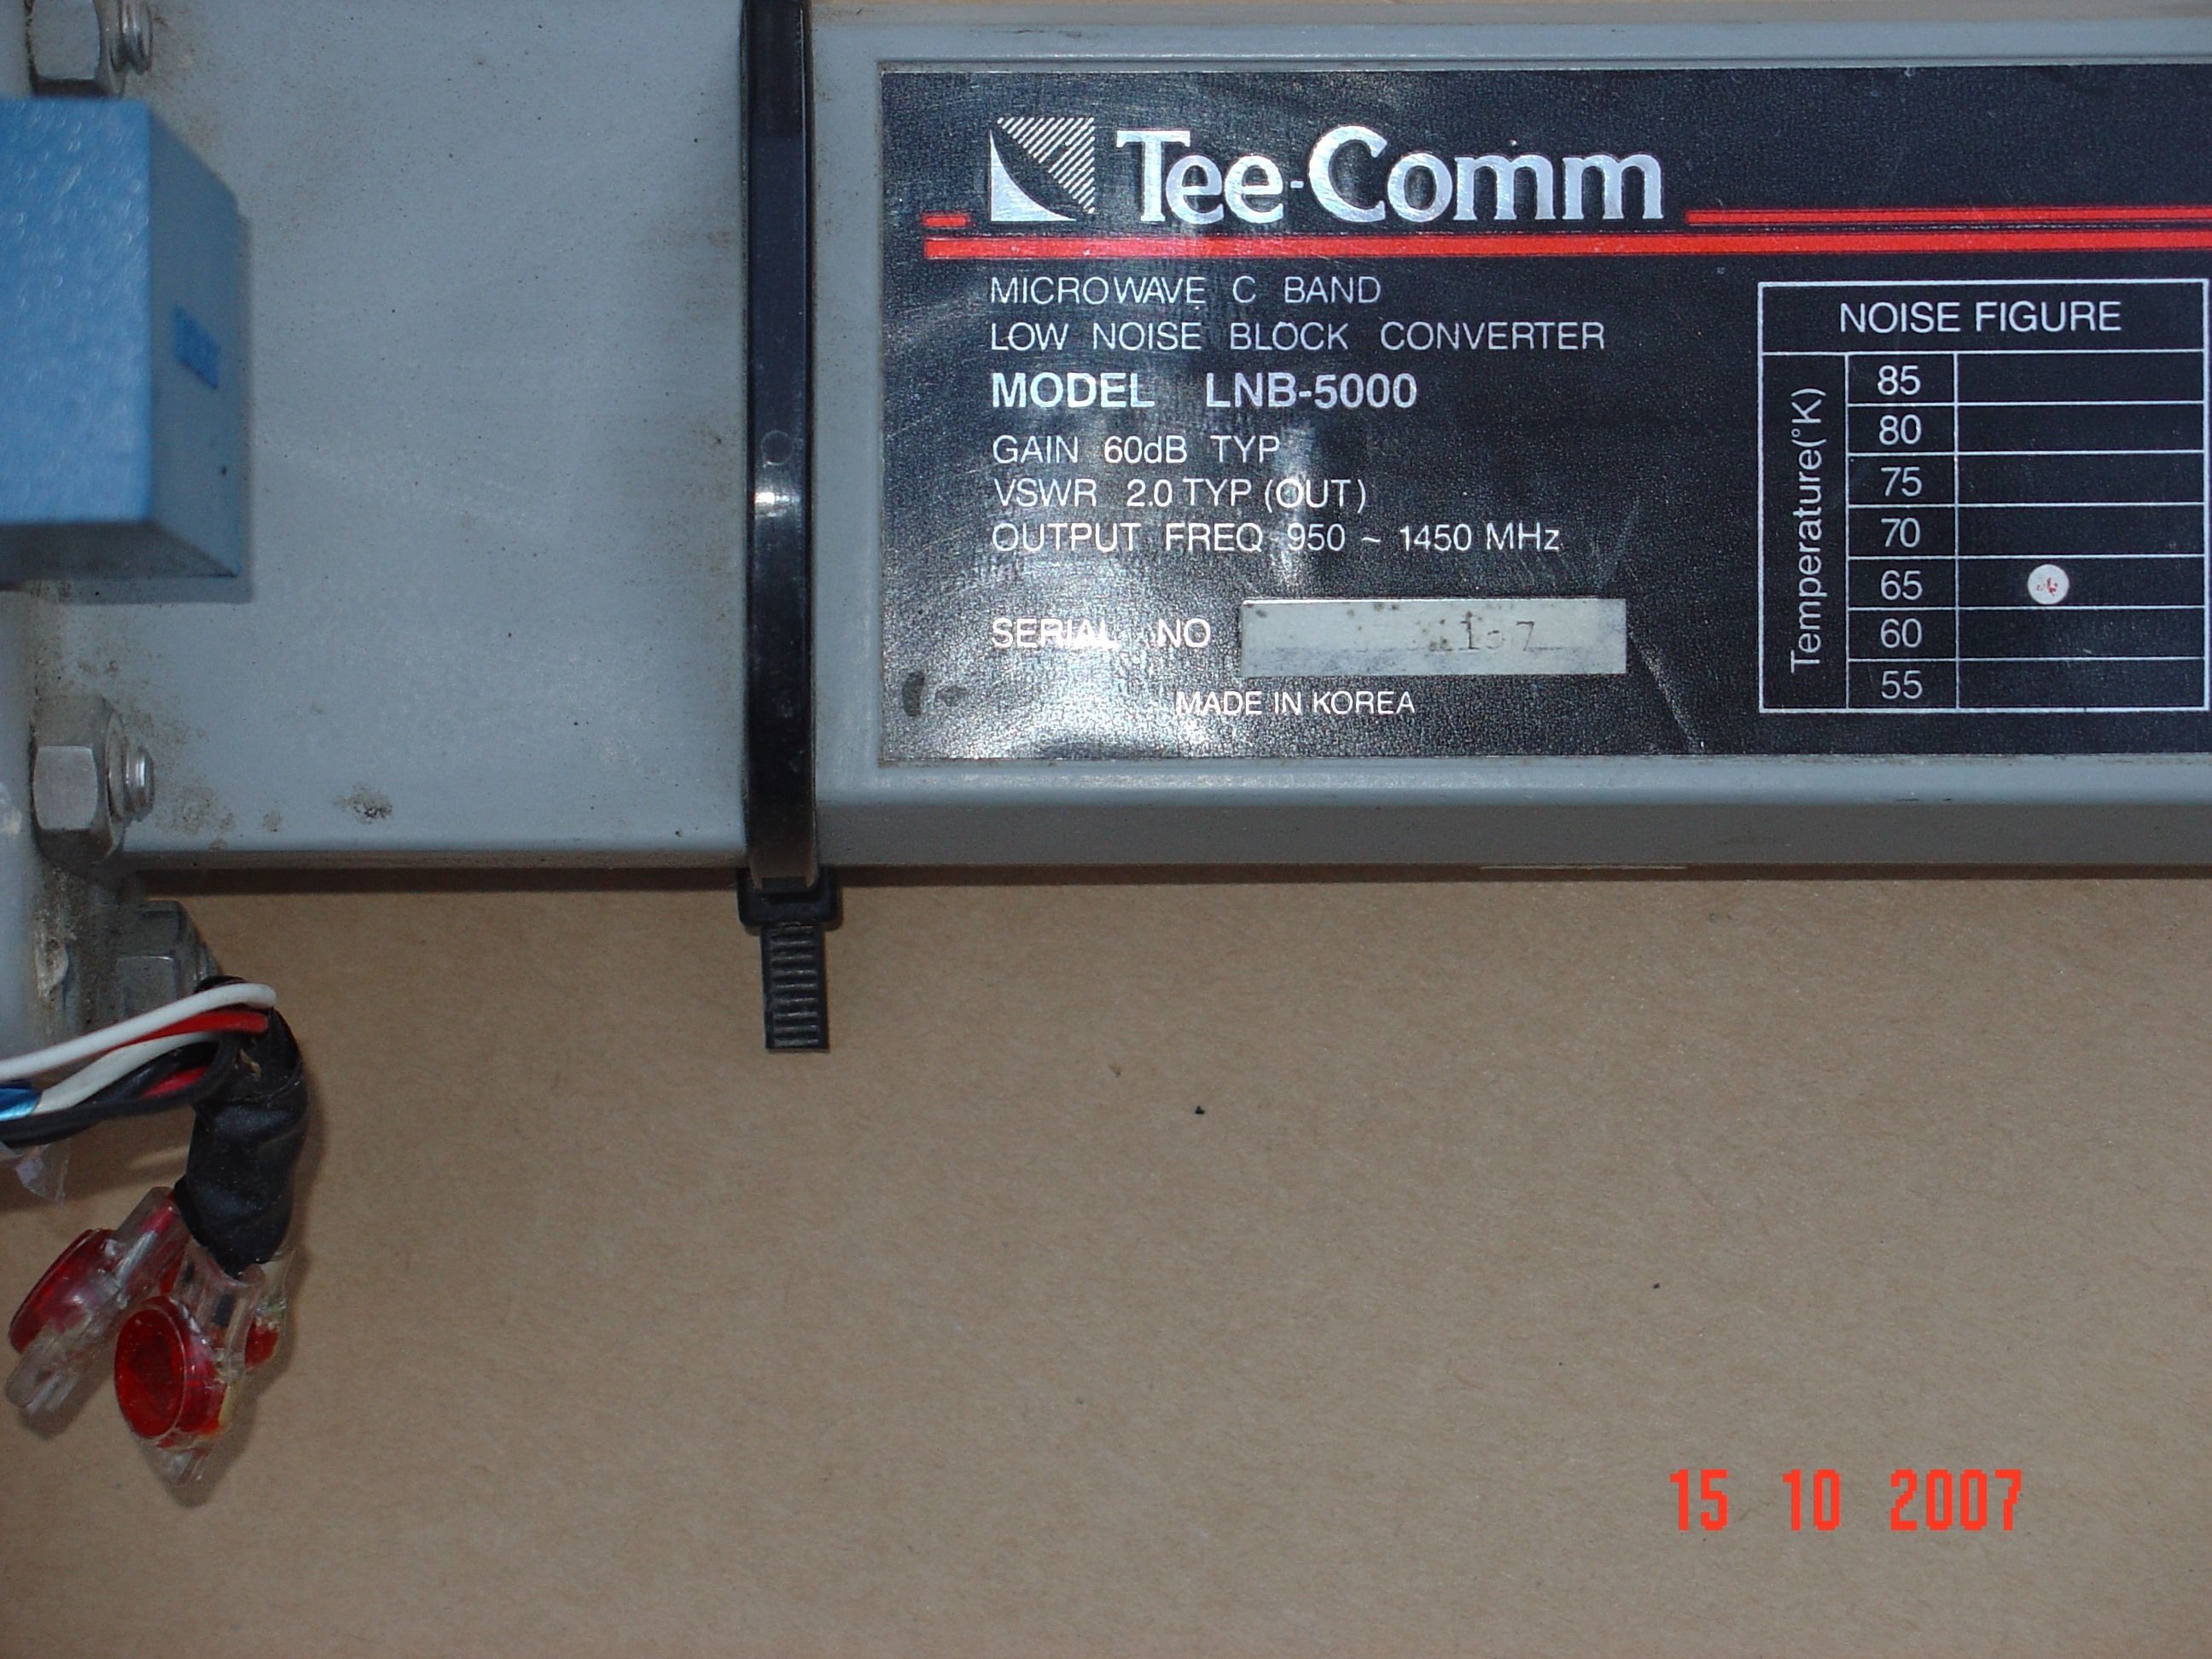 Tee-Comm
MICROWAVE C BAND
LOW NOISE BLOCK CONVERTER
MODEL LNB-5000
GAIN 60dB TYP
VSWR 2.0 TYP (OUT)
OUTPUT FREQ 950 ~ 1450 MHz
SERIAL NO
MADE IN KOREA
NOISE FIGURE
Temperature(°K)
85
80
75
70
65
60
55
15 10 2007